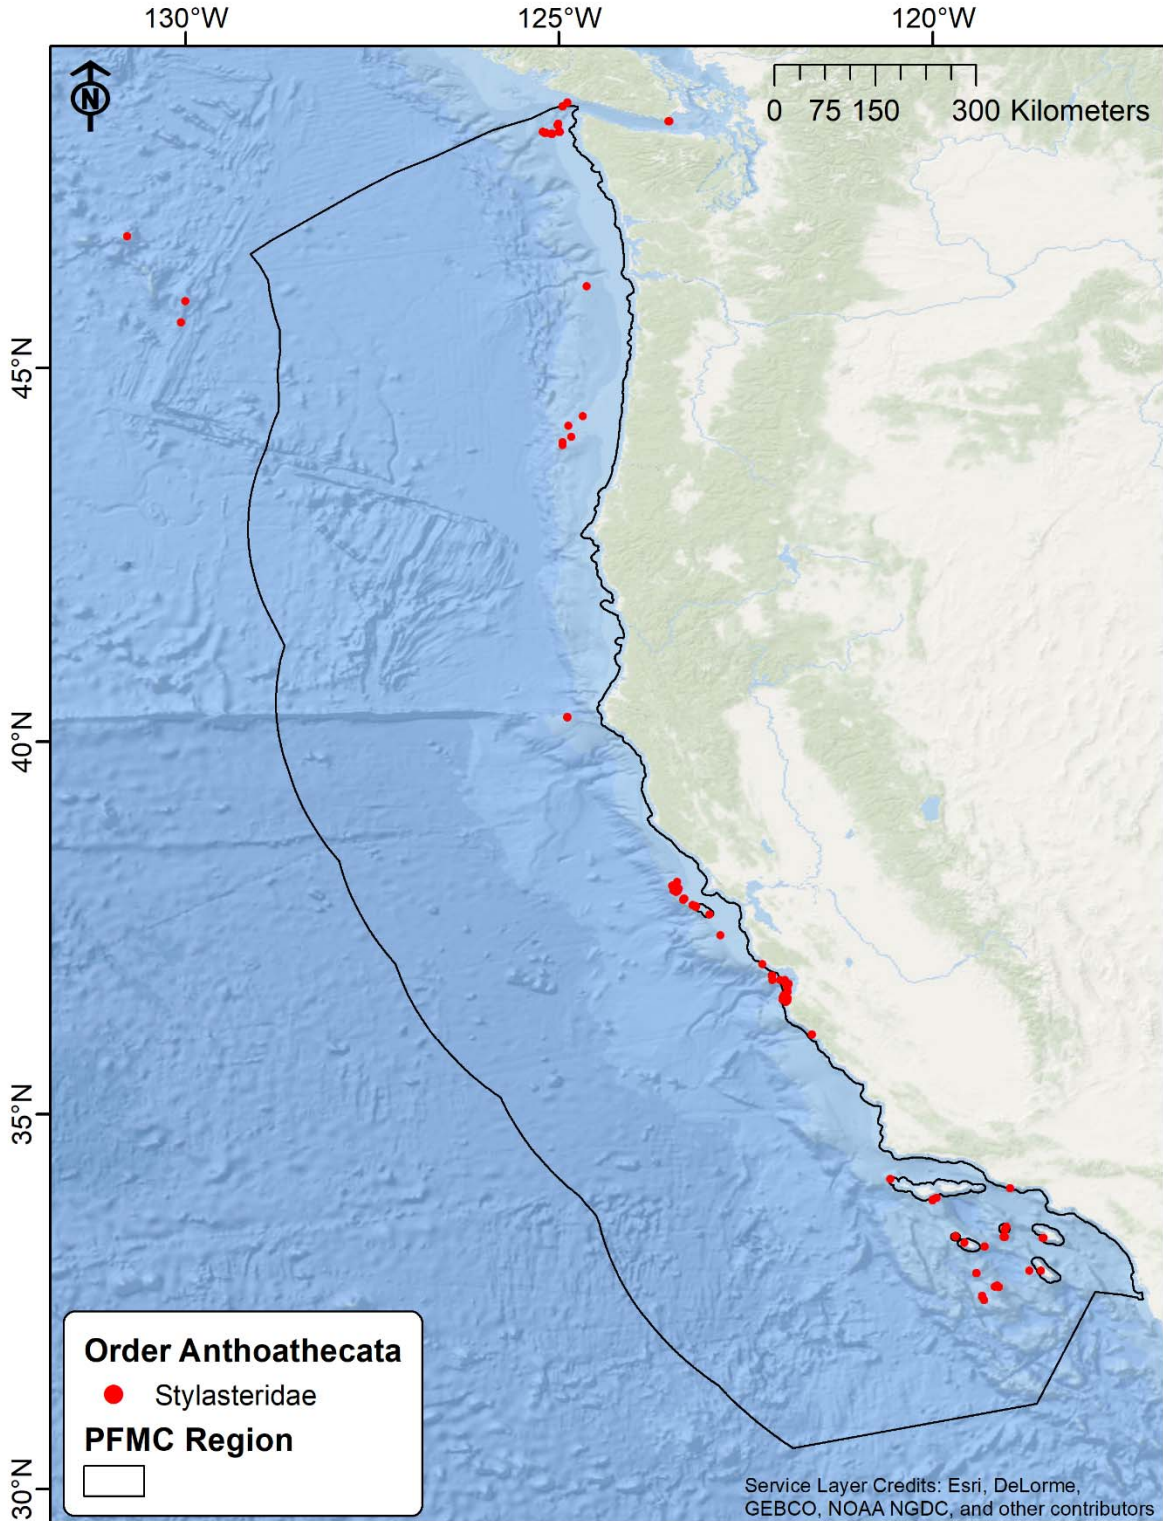 130°W 125°W 120°W
N
0 75 150 300 Kilometers
45°N
40°N
35°N
30°N
Order Anthoathecata
Stylasteridae
PFMC Region
Service Layer Credits: Esri, DeLorme,
GEBCO, NOAA NGDC, and other contributors